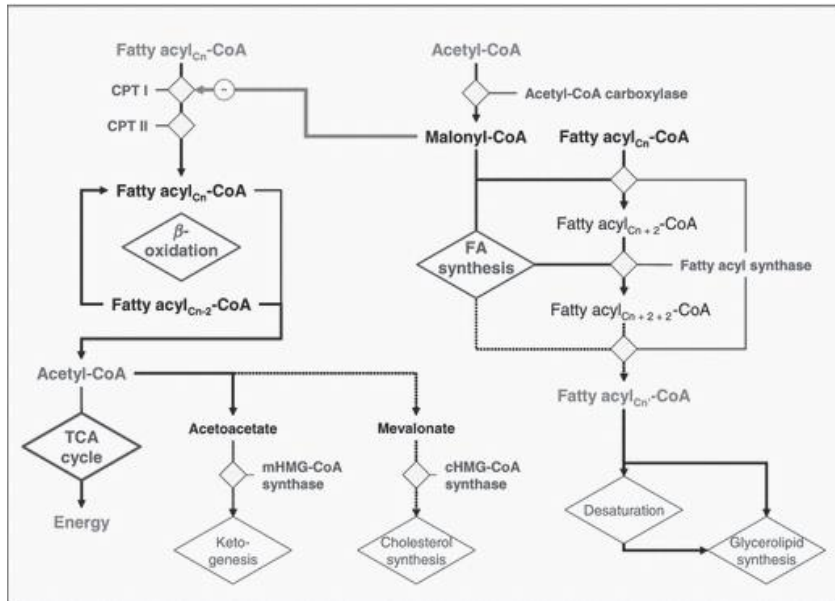 Fatty acylCn-CoA
CPT I
-
CPT II
Fatty acylCn-CoA
β-
oxidation
Fatty acylCn-2-CoA
Acetyl-CoA
TCA
cycle
Energy
Acetoacetate
mHMG-CoA
synthase
Keto-
genesis
Mevalonate
cHMG-CoA
synthase
Cholesterol
synthesis
Acetyl-CoA
Acetyl-CoA carboxylase
Malonyl-CoA
Fatty acylCn-CoA
Fatty acylCn + 2-CoA
FA
synthesis
Fatty acyl synthase
Fatty acylCn + 2 + 2-CoA
Fatty acylCn'-CoA
Desaturation
Glycerolipid
synthesis